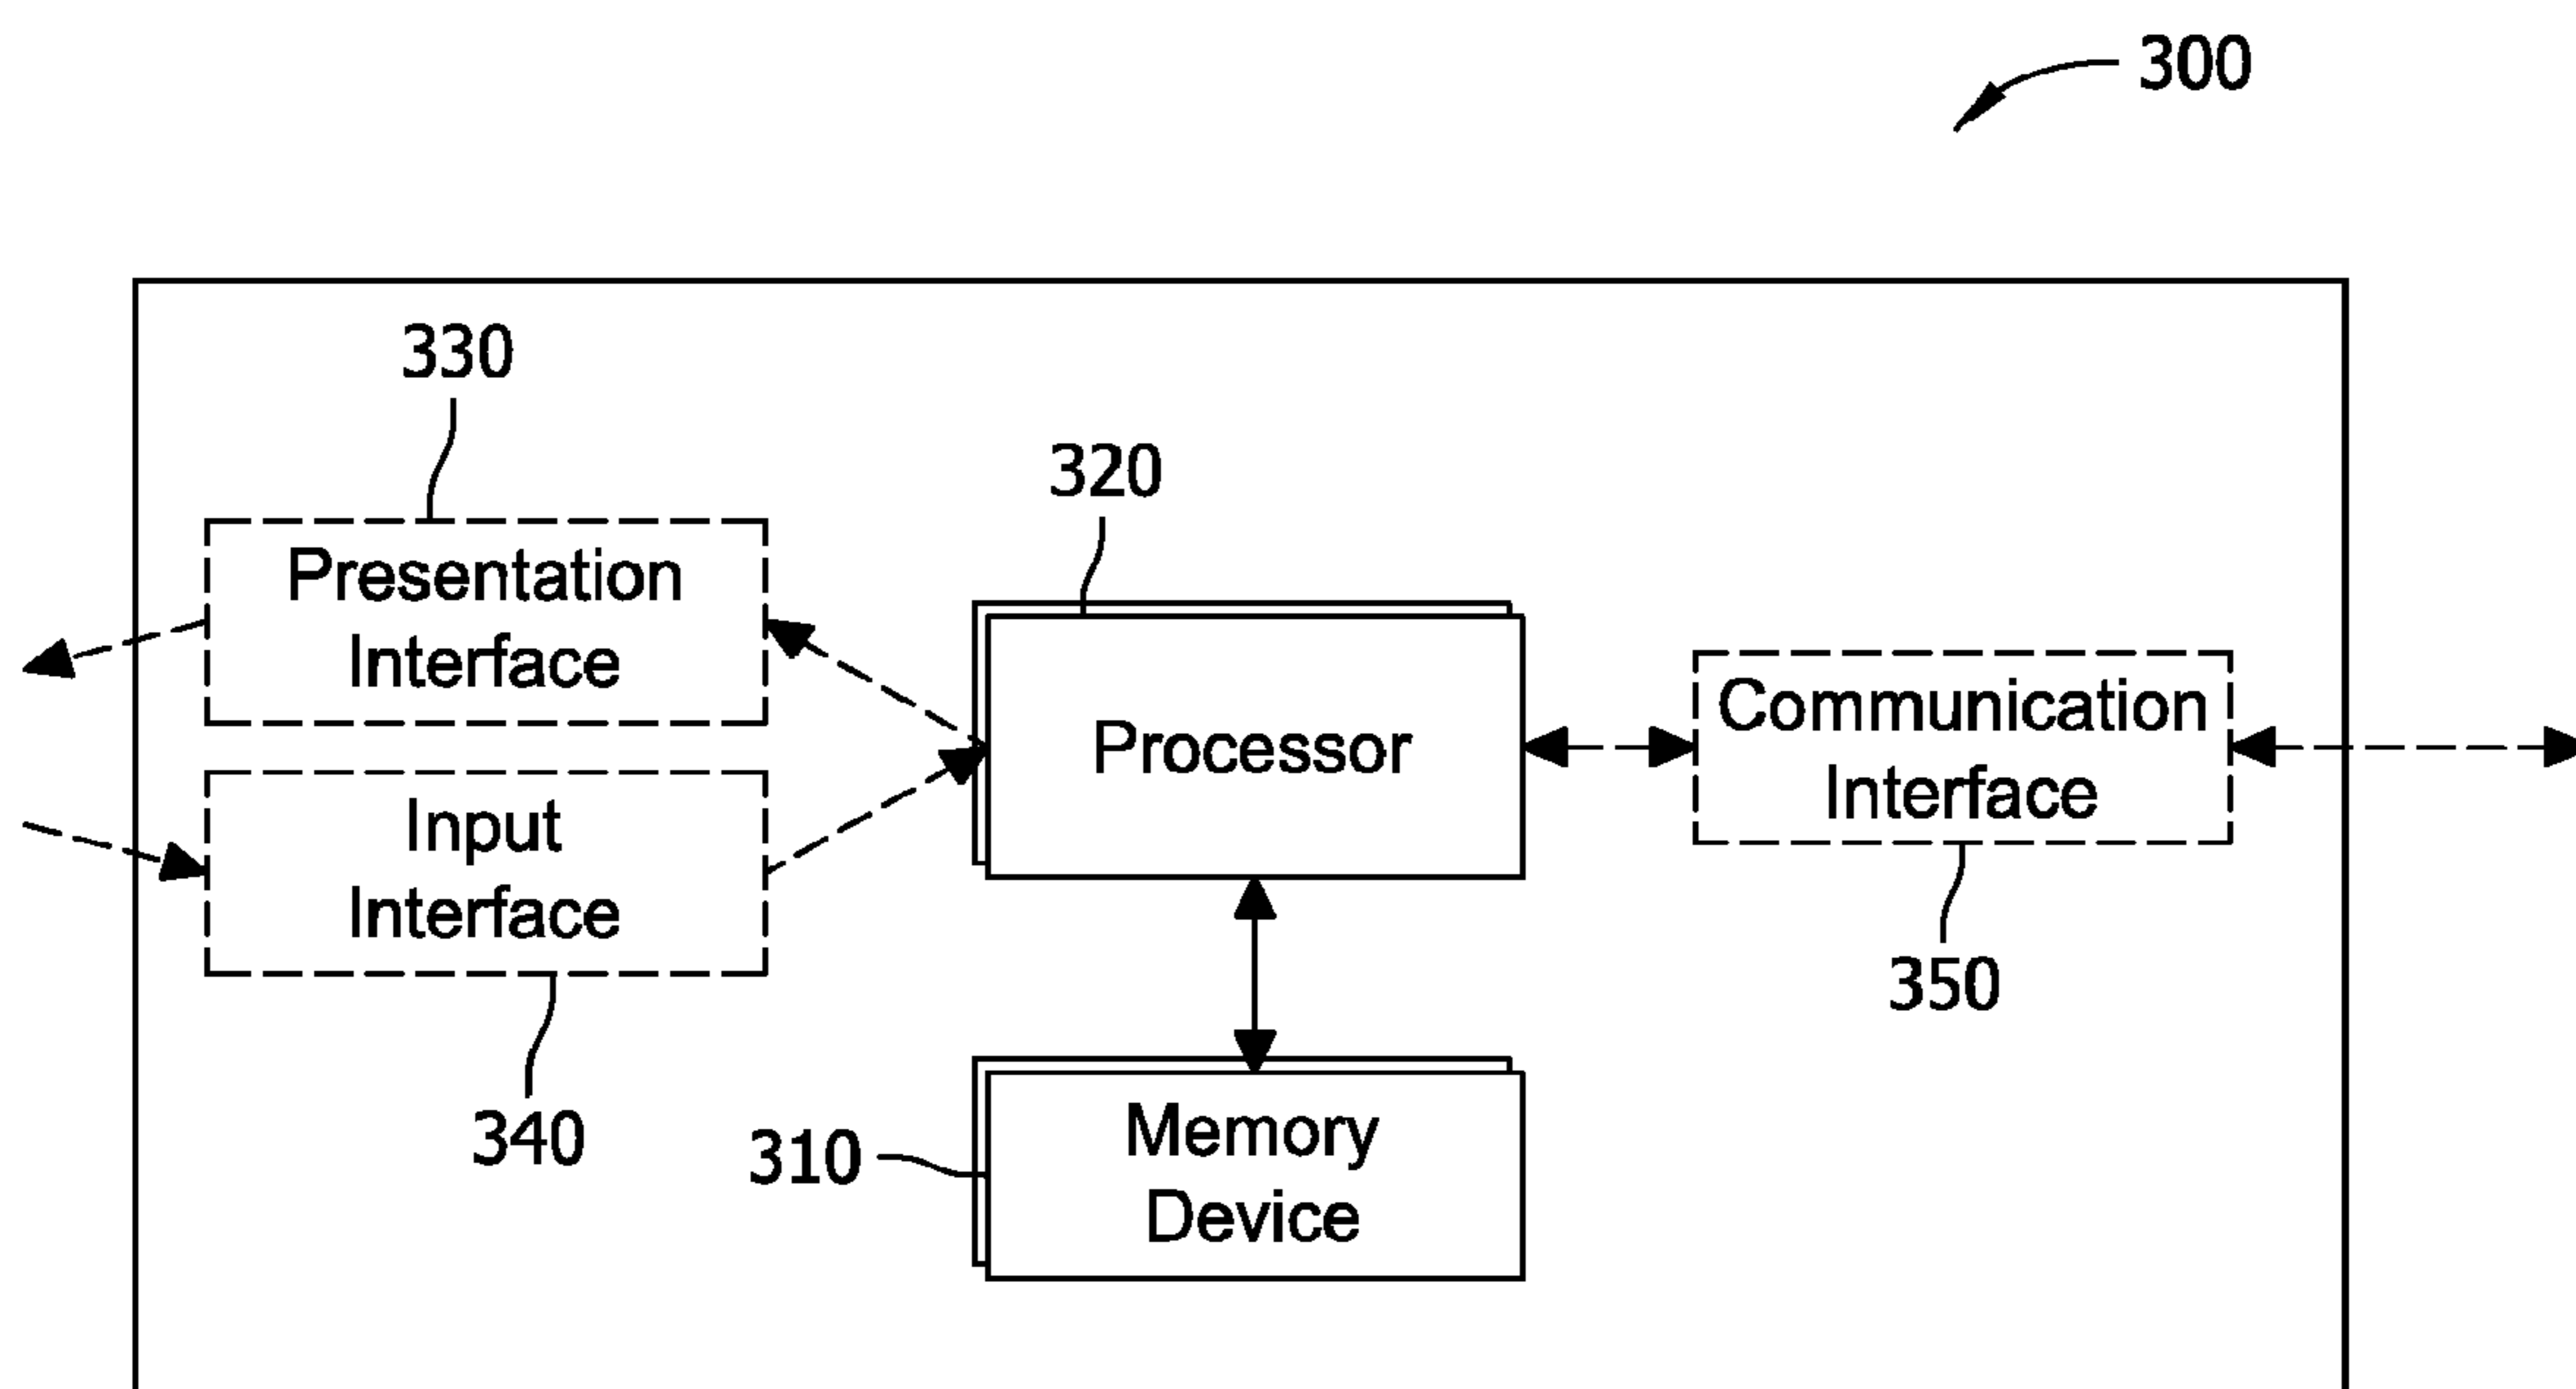 300
330
320
Presentation
Interface
Processor
Communication
Interface
Input
Interface
350
340
310
Memory
Device